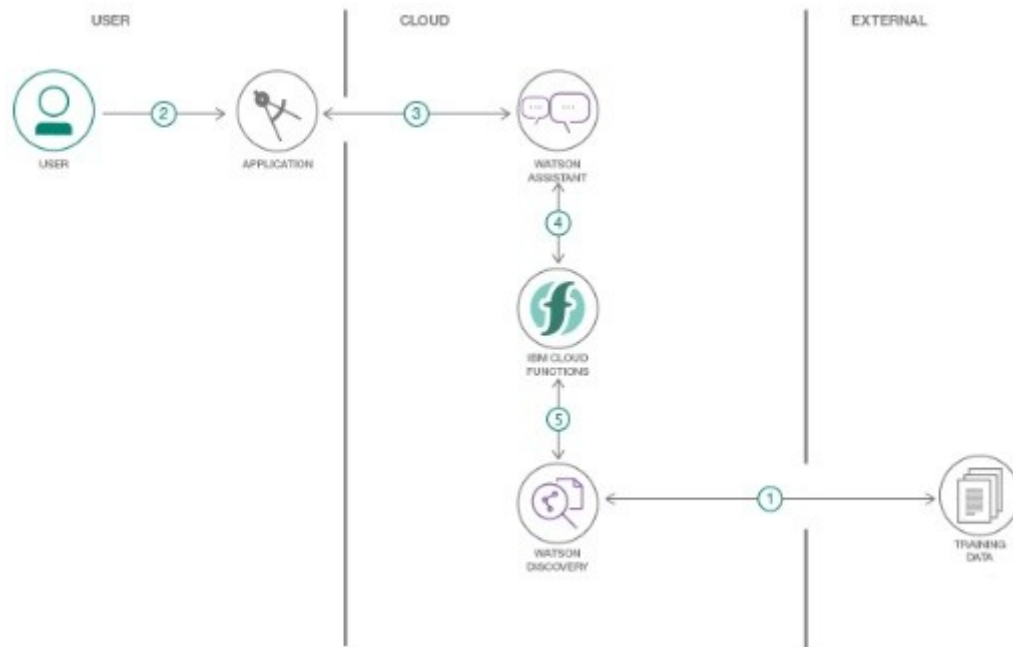 USER
CLOUD
EXTERNAL
2
3
USER
APPLICATION
WATSON
ASSISTANT
4
IBM CLOUD
FUNCTIONS
5
1
WATSON
DISCOVERY
TRAINING
DATA